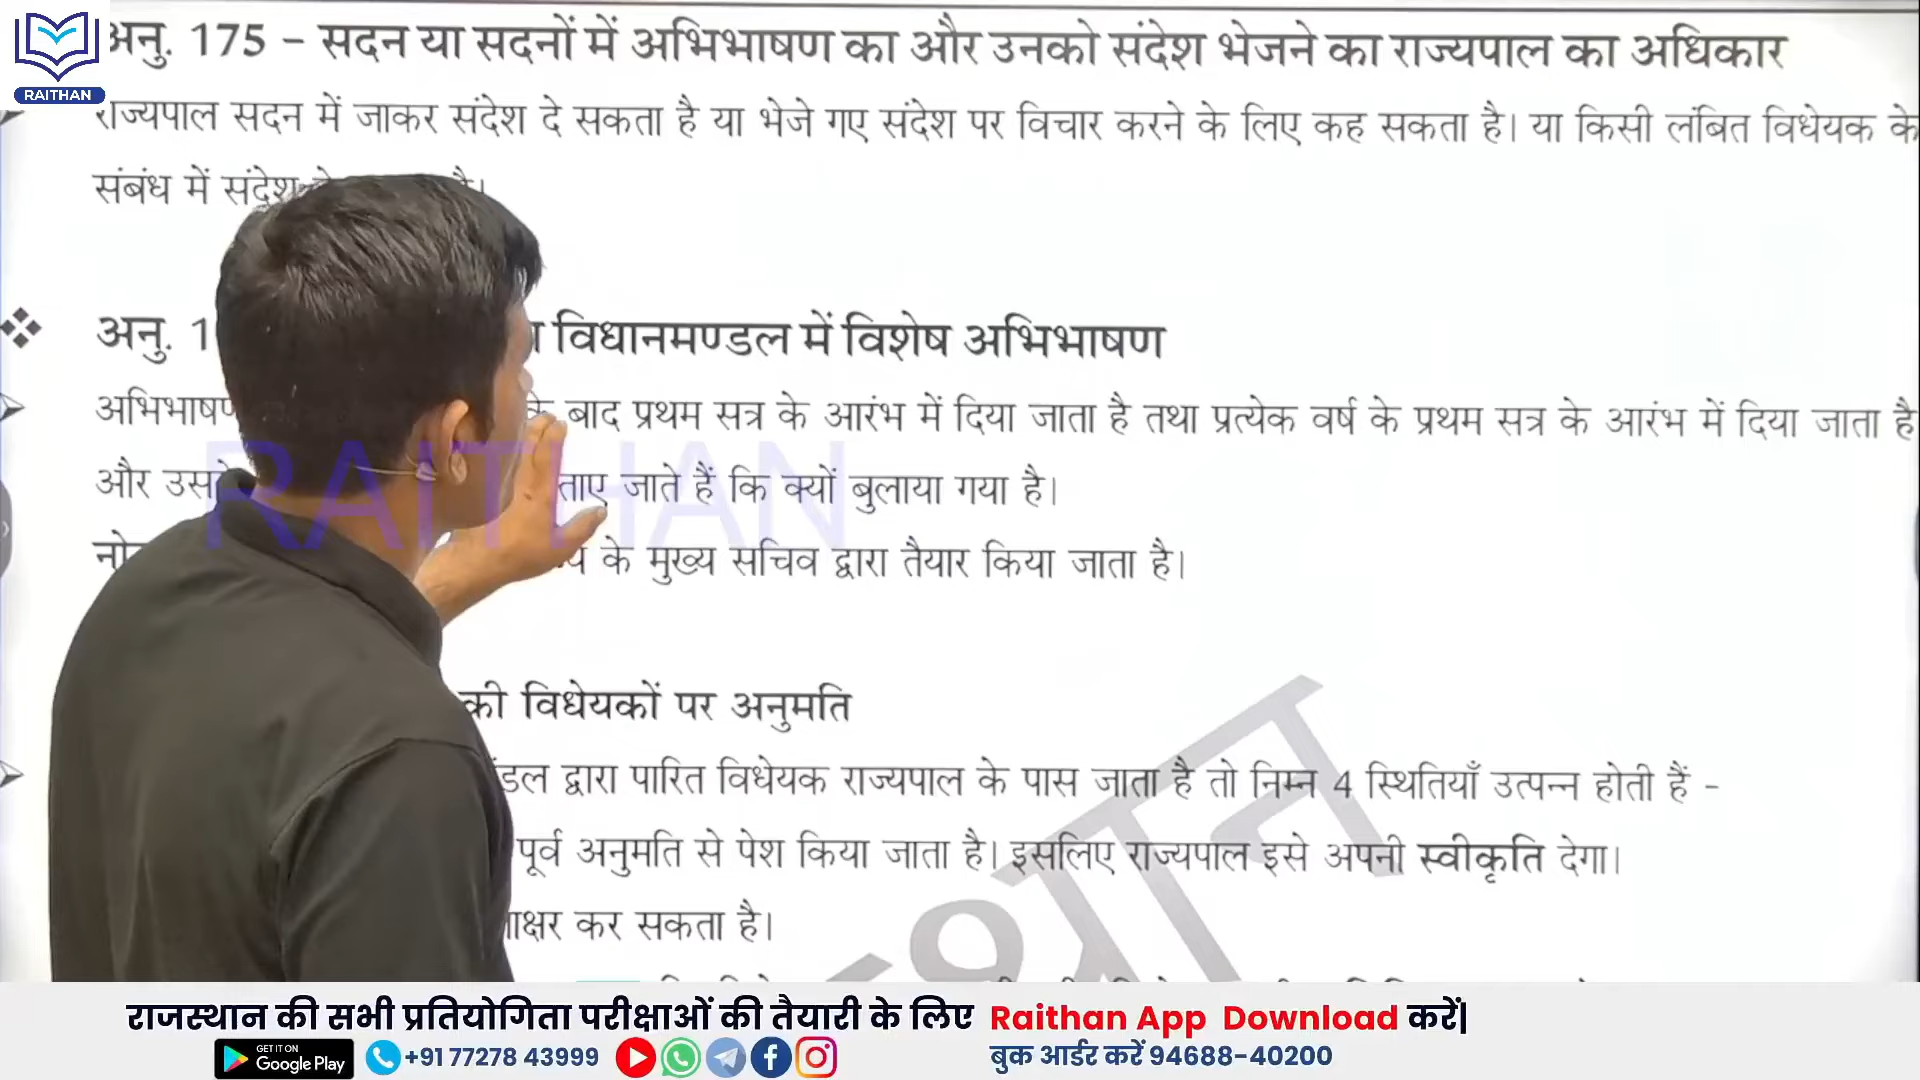 RAITHAN
अनु. 175 – सदन या सदनों में अभिभाषण का और उनको संदेश भेजने का राज्यपाल का अधिकार
राज्यपाल सदन में जाकर संदेश दे सकता है या भेजे गए संदेश पर विचार करने के लिए कह सकता है। या किसी लंबित विधेयक के
संबंध में संदेश है।
अनु. विधानमण्डल में विशेष अभिभाषण
अभिभाषण के बाद प्रथम सत्र के आरंभ में दिया जाता है तथा प्रत्येक वर्ष के प्रथम सत्र के आरंभ में दिया जाता है
और जाते हैं कि क्यों बुलाया गया है।
RAITHAN
के मुख्य सचिव द्वारा तैयार किया जाता है।
की विधेयकों पर अनुमति
द्वारा पारित विधेयक राज्यपाल के पास जाता है तो निम्न 4 स्थितियाँ उत्पन्न होती हैं -
पूर्व अनुमति से पेश किया जाता है। इसलिए राज्यपाल इसे अपनी स्वीकृति देगा।
कर सकता है।
राजस्थान की सभी प्रतियोगिता परीक्षाओं की तैयारी के लिए Raithan App Download करें|
GET IT ON
Google Play
+91 77278 43999
बुक आर्डर करें 94688-40200